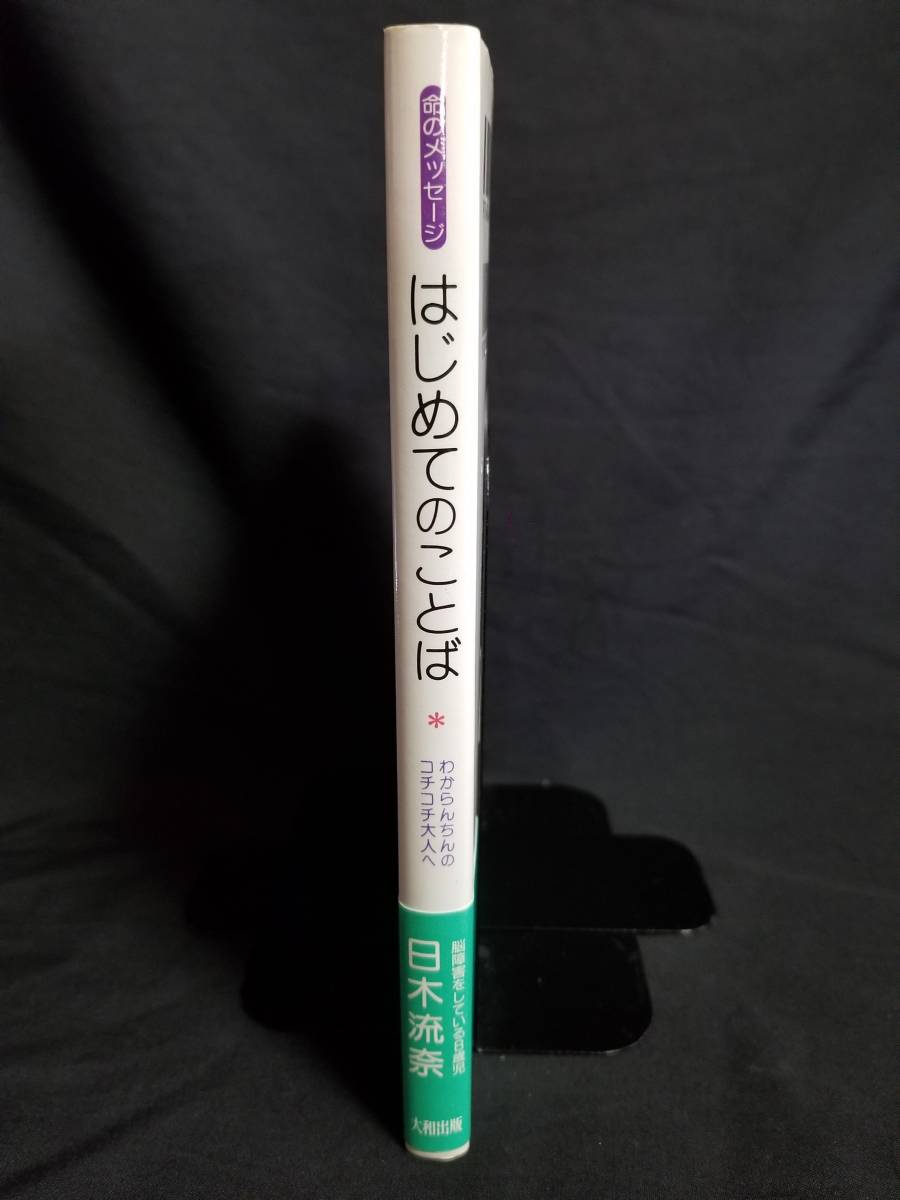 命のメッセージ
はじめてのことば
*
わからんちんの
コチコチ大人へ
脳障害をしている8歳児
日木流奈
大和出版